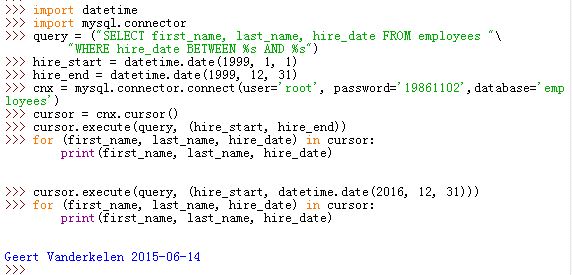 >>> import datetime
>>> import mysql.connector
>>> query = ("SELECT first_name, last_name, hire_date FROM employees "\
"WHERE hire_date BETWEEN %s AND %s")
>>> hire_start = datetime.date(1999, 1, 1)
>>> hire_end = datetime.date(1999, 12, 31)
>>> cnx = mysql.connector.connect(user='root', password='19861102',database='emp
loyees')
>>> cursor = cnx.cursor()
>>> cursor.execute(query, (hire_start, hire_end))
>>> for (first_name, last_name, hire_date) in cursor:
print(first_name, last_name, hire_date)
>>> cursor.execute(query, (hire_start, datetime.date(2016, 12, 31)))
>>> for (first_name, last_name, hire_date) in cursor:
print(first_name, last_name, hire_date)
Geert Vanderkelen 2015-06-14
>>>